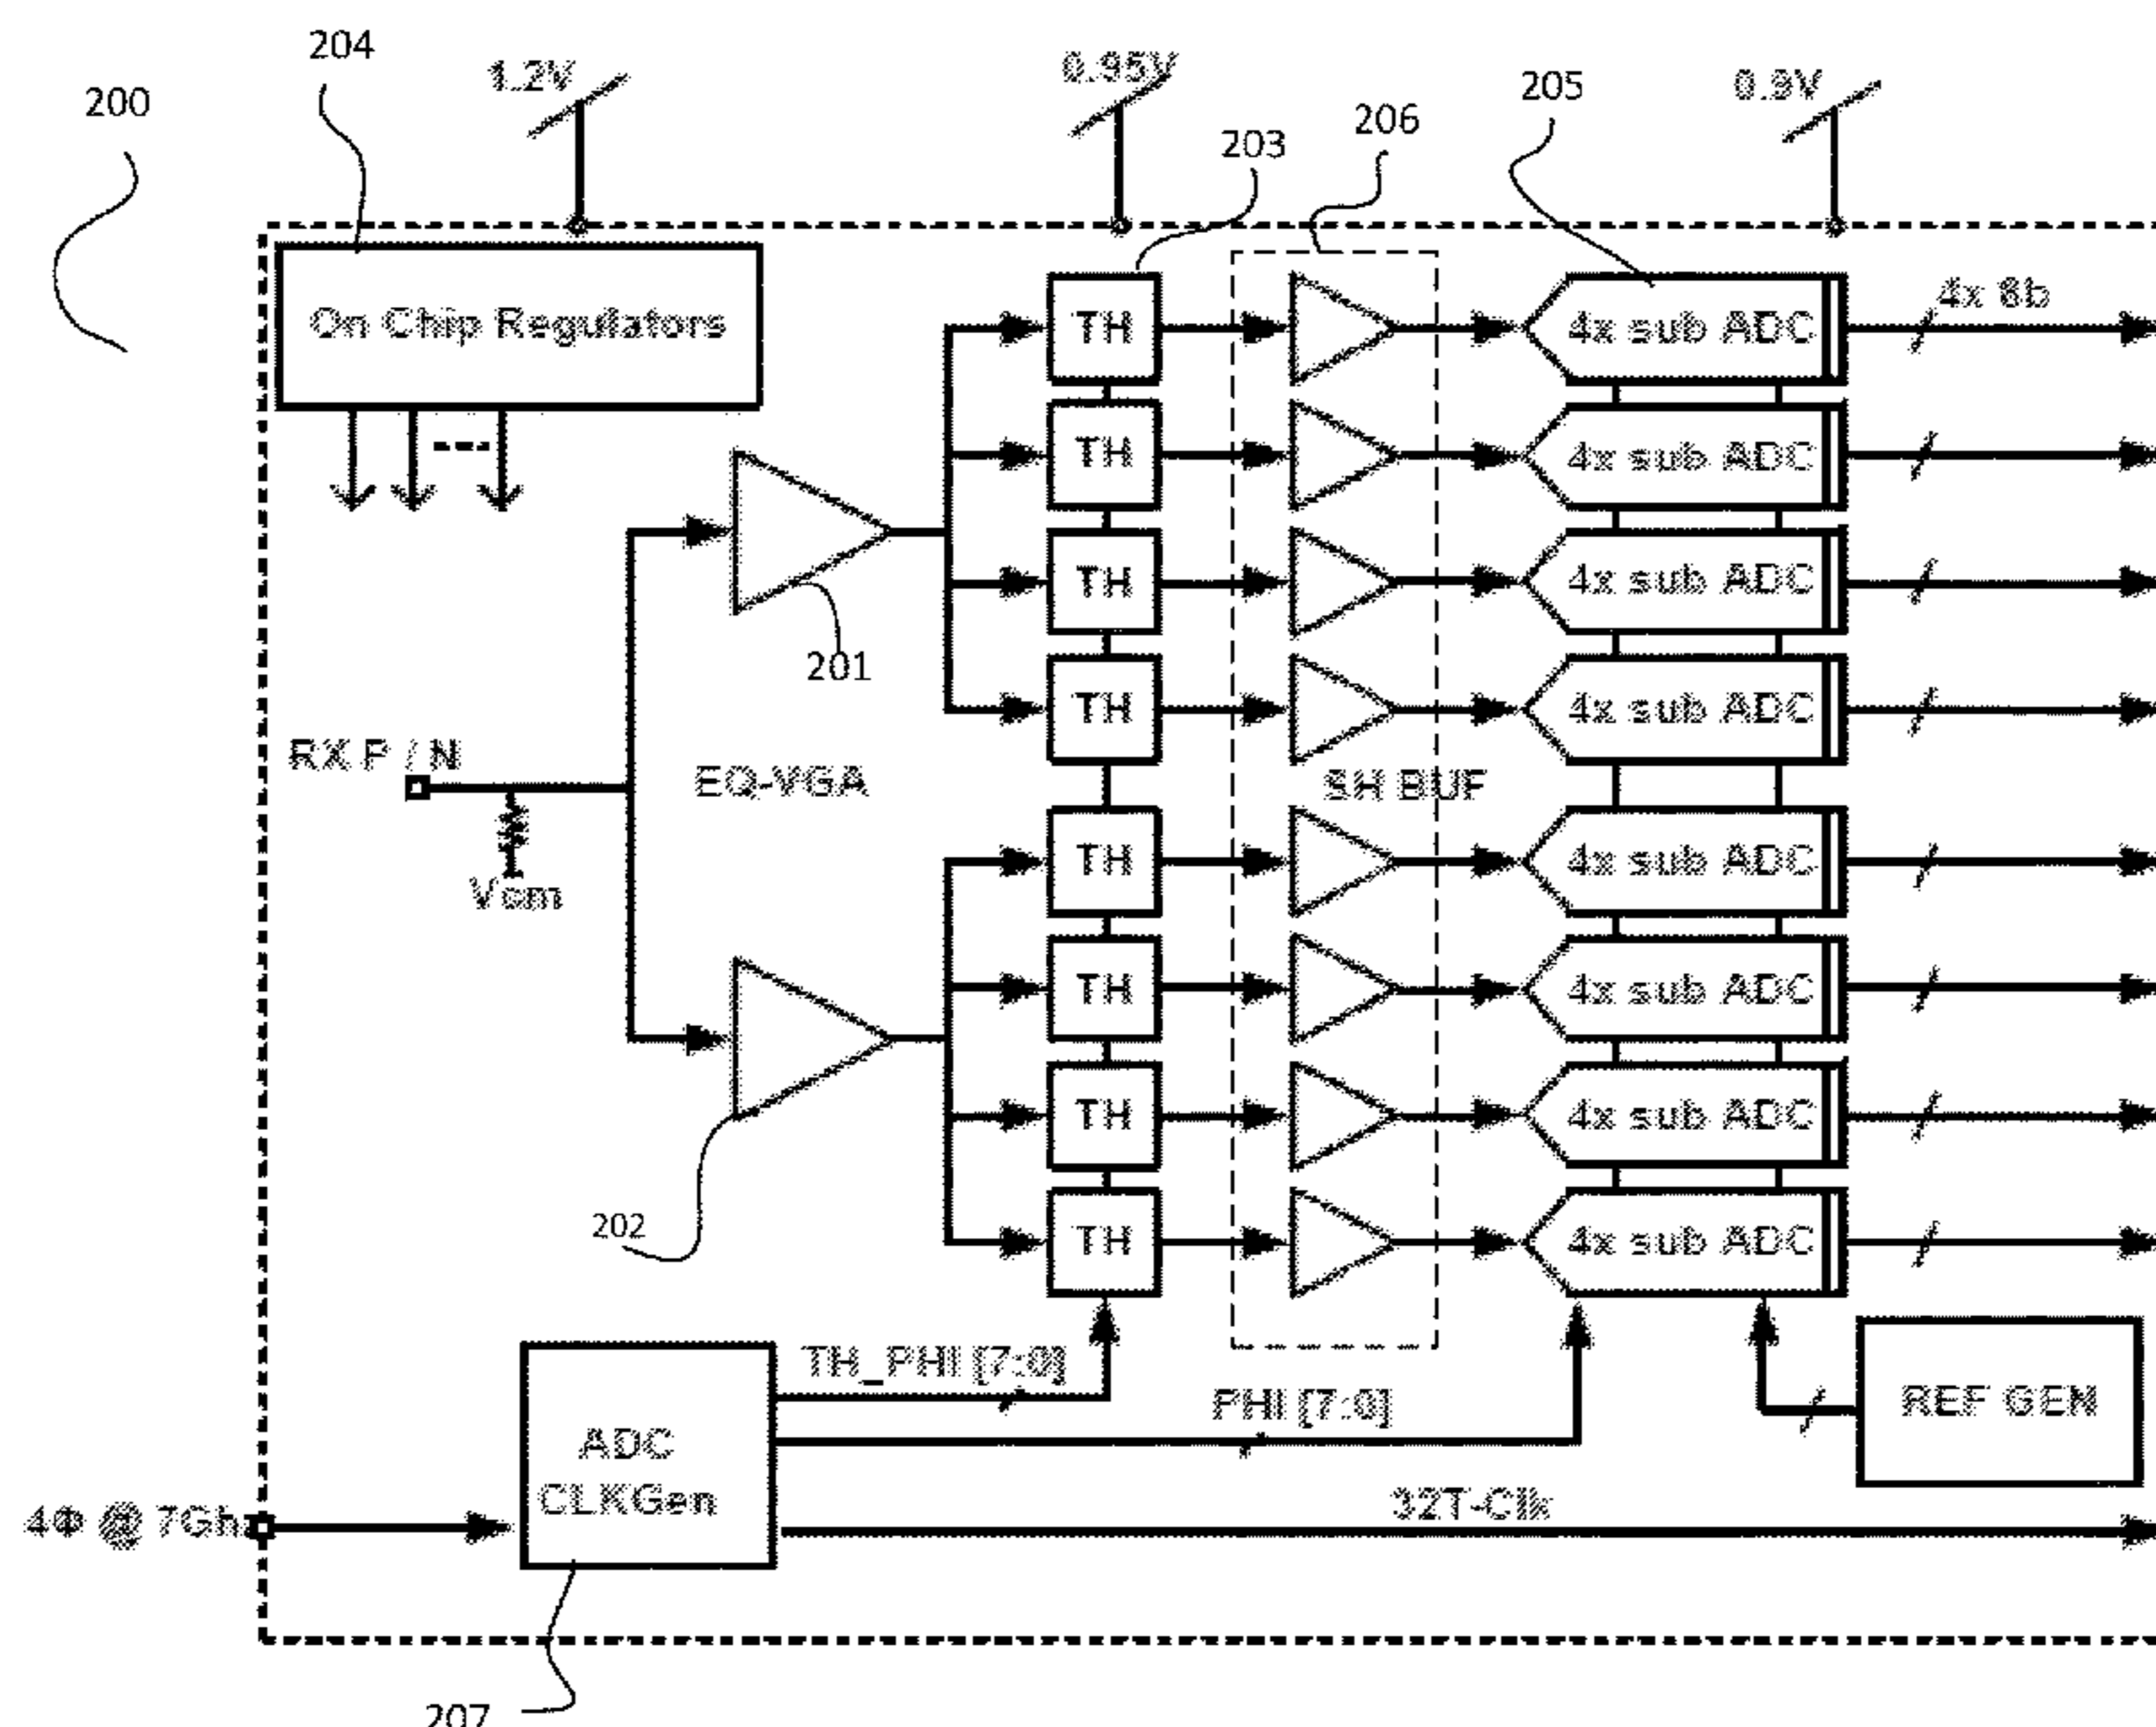 204
1.2V
0.95V
205
0.9V
200
206
203
On Chip Regulators
TH
4x sub ADC
4x 8b
TH
4x sub ADC
TH
4x sub ADC
201
TH
4x sub ADC
RX P / N
EQ-VGA
SH BUF
Vcm
TH
4x sub ADC
TH
4x sub ADC
TH
4x sub ADC
202
TH
4x sub ADC
TH_PHI [7:0]
PHI [7:0]
REF GEN
ADC
CLKGen
32T-Clk
4Φ @ 7Ghz
207